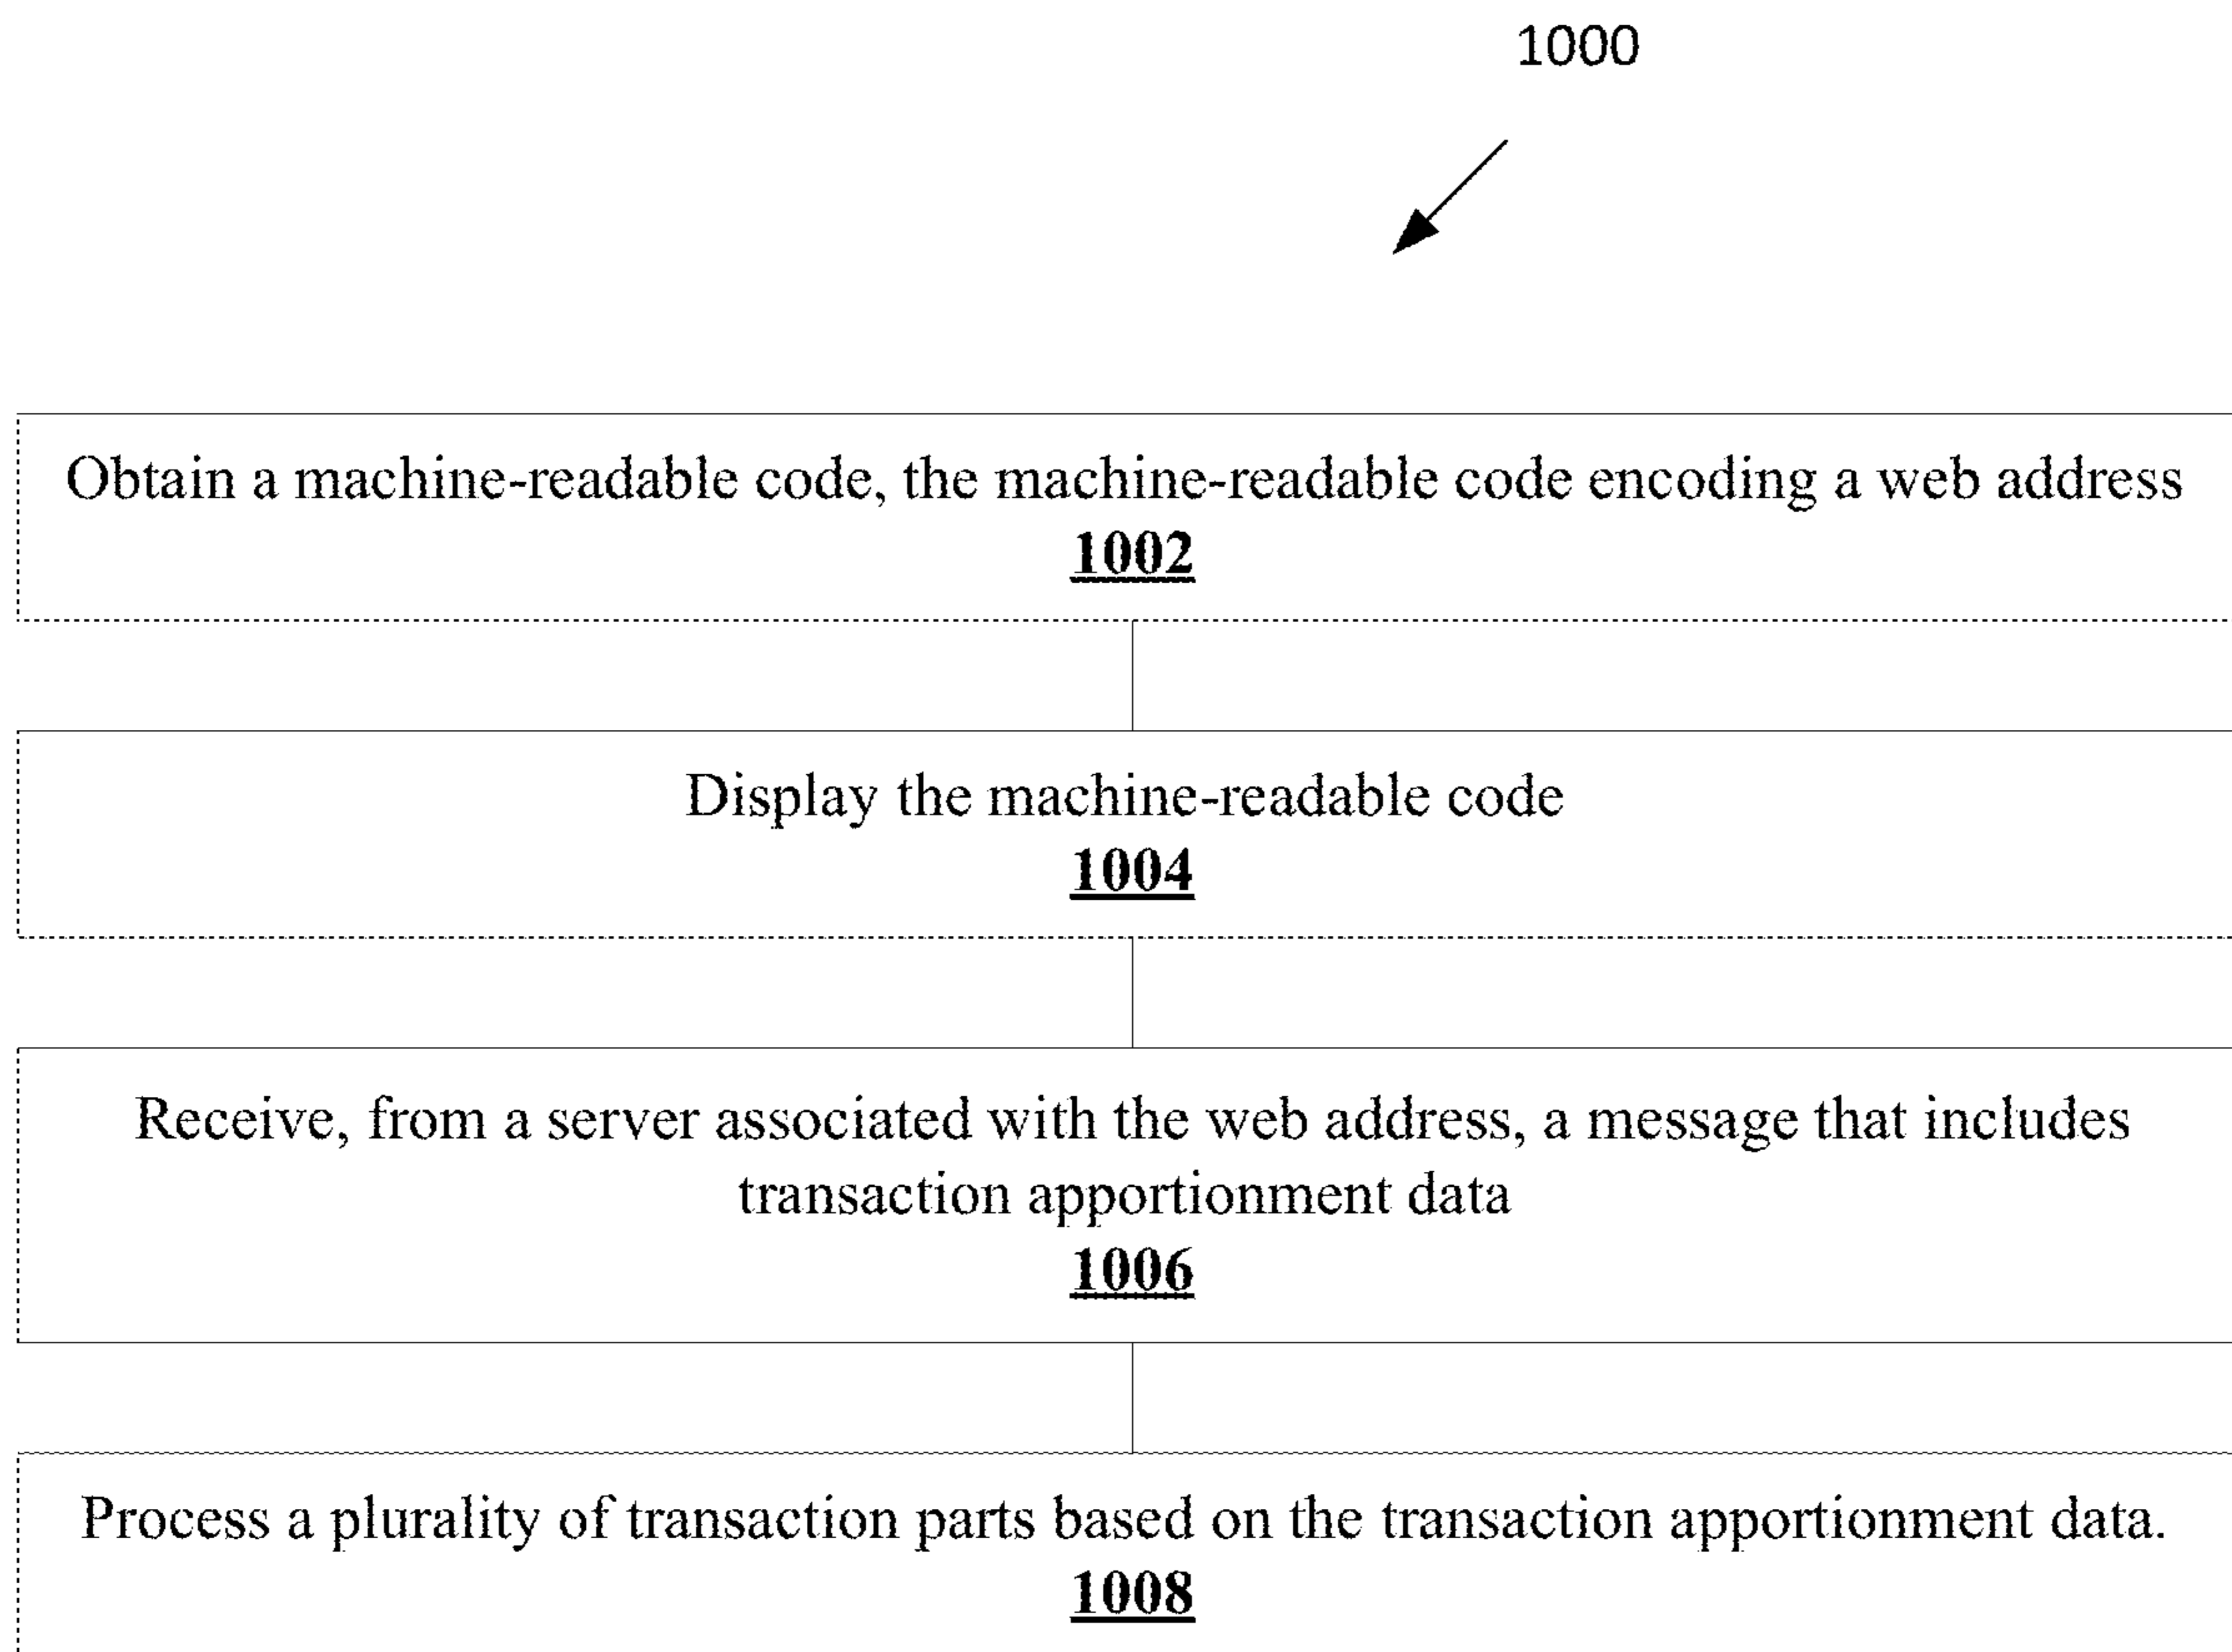 1000
Obtain a machine-readable code, the machine-readable code encoding a web address
1002
Display the machine-readable code
1004
Receive, from a server associated with the web address, a message that includes
transaction apportionment data
1006
Process a plurality of transaction parts based on the transaction apportionment data.
1008